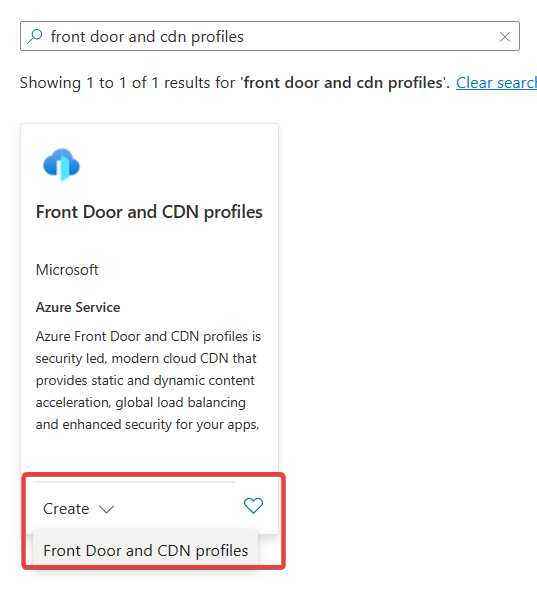 front door and cdn profiles
Showing 1 to 1 of 1 results for 'front door and cdn profiles'. Clear search
Front Door and CDN profiles
Microsoft
Azure Service
Azure Front Door and CDN profiles is
security led, modern cloud CDN that
provides static and dynamic content
acceleration, global load balancing
and enhanced security for your apps,
Create
Front Door and CDN profiles